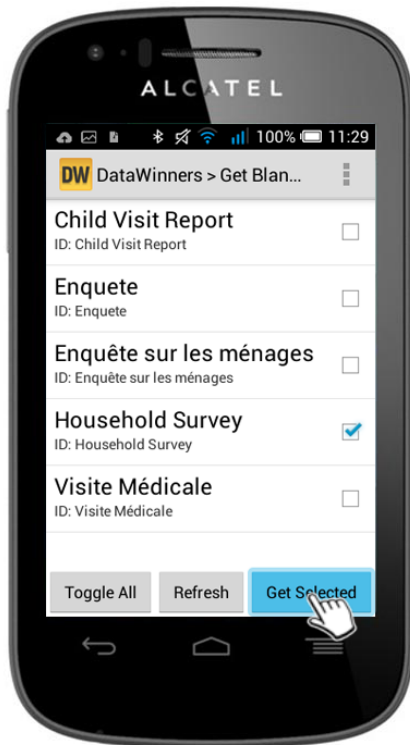 ALCATEL
100% 11:29
DW DataWinners > Get Blan...
Child Visit Report
ID: Child Visit Report
Enquete
ID: Enquete
Enquête sur les ménages
ID: Enquête sur les ménages
Household Survey
ID: Household Survey
Visite Médicale
ID: Visite Médicale
Toggle All Refresh Get Selected